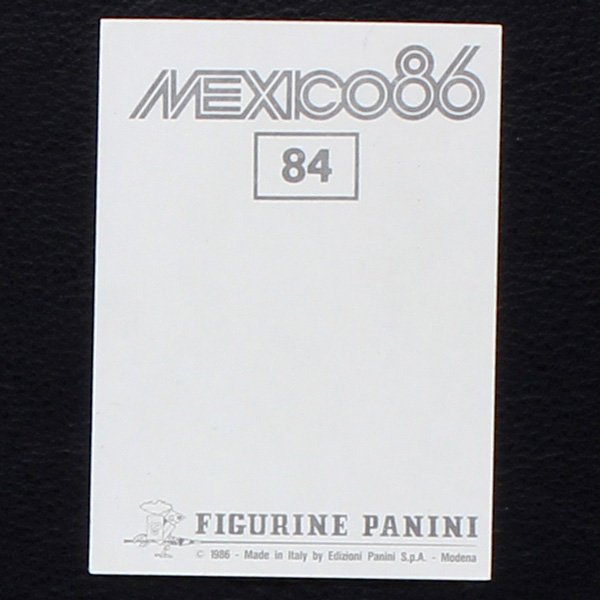 MEXICO86
84
FIGURINE PANINI
© 1986 - Made in Italy by Edizioni Panini S.p.A. - Modena